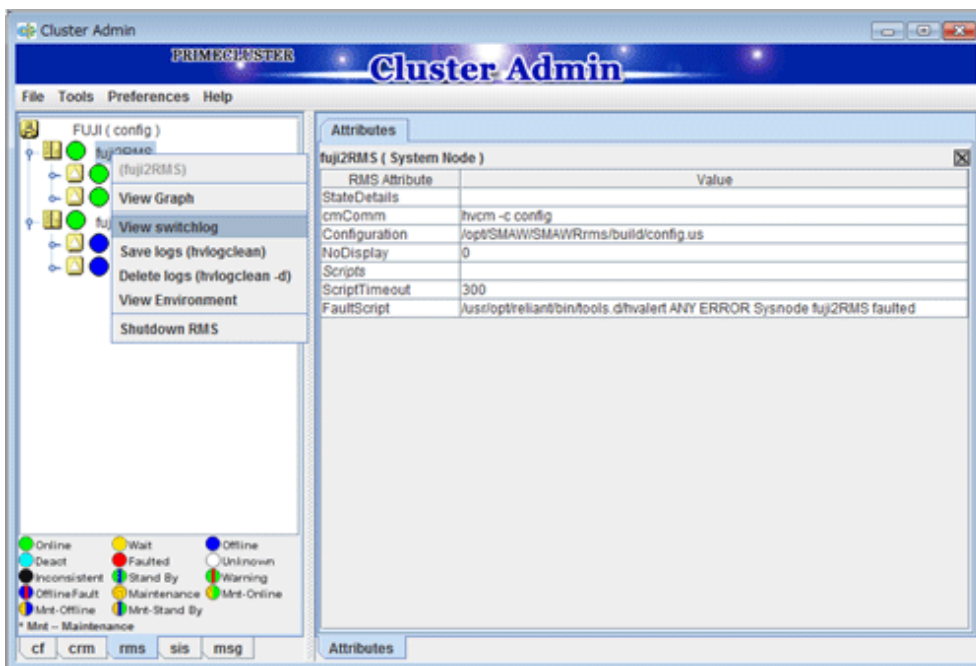 Cluster Admin
PRIMECLUSTER
Cluster Admin
File Tools Preferences Help
FUJI ( config )
fuji2RMS
(fuji2RMS)
View Graph
fuj
View switchlog
Save logs (hvlogclean)
Delete logs (hvlogclean -d)
View Environment
Shutdown RMS
Online Wait Offline
Deact Faulted Unknown
Inconsistent Stand By Warning
OfflineFault Maintenance Mnt-Online
Mnt-Offline Mnt-Stand By
* Mnt -- Maintenance
cf crm rms sis msg
Attributes
fuji2RMS ( System Node )
RMS Attribute Value
StateDetails
cmComm hvcm -c config
Configuration /opt/SMAW/SMAWRrms/build/config.us
NoDisplay 0
Scripts
ScriptTimeout 300
FaultScript /usr/opt/reliant/bin/tools.d/hvalert ANY ERROR Sysnode fuji2RMS faulted
Attributes